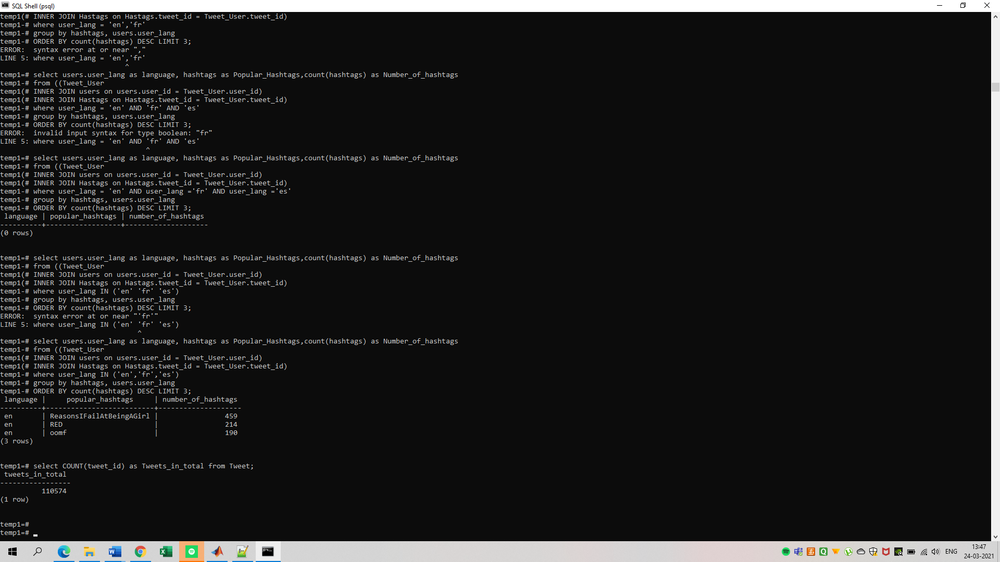 SQL Shell (psql)
temp1(# INNER JOIN Hastags on Hastags.tweet_id = Tweet_User.tweet_id)
temp1-# where user_lang = 'en','fr'
temp1-# group by hashtags, users.user_lang
temp1-# ORDER BY count(hashtags) DESC LIMIT 3;
ERROR:  syntax error at or near ","
LINE 5: where user_lang = 'en','fr'
                              ^
temp1=# select users.user_lang as language, hashtags as Popular_Hashtags,count(hashtags) as Number_of_hashtags
temp1-# from ((Tweet_User
temp1(# INNER JOIN users on users.user_id = Tweet_User.user_id)
temp1(# INNER JOIN Hastags on Hastags.tweet_id = Tweet_User.tweet_id)
temp1-# where user_lang = 'en' AND 'fr' AND 'es'
temp1-# group by hashtags, users.user_lang
temp1-# ORDER BY count(hashtags) DESC LIMIT 3;
ERROR:  invalid input syntax for type boolean: "fr"
LINE 5: where user_lang = 'en' AND 'fr' AND 'es'
                                   ^
temp1=# select users.user_lang as language, hashtags as Popular_Hashtags,count(hashtags) as Number_of_hashtags
temp1-# from ((Tweet_User
temp1(# INNER JOIN users on users.user_id = Tweet_User.user_id)
temp1(# INNER JOIN Hastags on Hastags.tweet_id = Tweet_User.tweet_id)
temp1-# where user_lang = 'en' AND user_lang ='fr' AND user_lang ='es'
temp1-# group by hashtags, users.user_lang
temp1-# ORDER BY count(hashtags) DESC LIMIT 3;
 language | popular_hashtags | number_of_hashtags
----------+------------------+--------------------
(0 rows)
temp1=# select users.user_lang as language, hashtags as Popular_Hashtags,count(hashtags) as Number_of_hashtags
temp1-# from ((Tweet_User
temp1(# INNER JOIN users on users.user_id = Tweet_User.user_id)
temp1(# INNER JOIN Hastags on Hastags.tweet_id = Tweet_User.tweet_id)
temp1-# where user_lang IN ('en' 'fr' 'es')
temp1-# group by hashtags, users.user_lang
temp1-# ORDER BY count(hashtags) DESC LIMIT 3;
ERROR:  syntax error at or near "'fr'"
LINE 5: where user_lang IN ('en' 'fr' 'es')
                                 ^
temp1=# select users.user_lang as language, hashtags as Popular_Hashtags,count(hashtags) as Number_of_hashtags
temp1-# from ((Tweet_User
temp1(# INNER JOIN users on users.user_id = Tweet_User.user_id)
temp1(# INNER JOIN Hastags on Hastags.tweet_id = Tweet_User.tweet_id)
temp1-# where user_lang IN ('en','fr','es')
temp1-# group by hashtags, users.user_lang
temp1-# ORDER BY count(hashtags) DESC LIMIT 3;
 language |     popular_hashtags     | number_of_hashtags
----------+--------------------------+--------------------
 en       | ReasonsIFailAtBeingAGirl |                459
 en       | RED                      |                214
 en       | oomf                     |                190
(3 rows)
temp1=# select COUNT(tweet_id) as Tweets_in_total from Tweet;
 tweets_in_total
-----------------
          110574
(1 row)
temp1=#
temp1=# _
ENG
13:47
24-03-2021